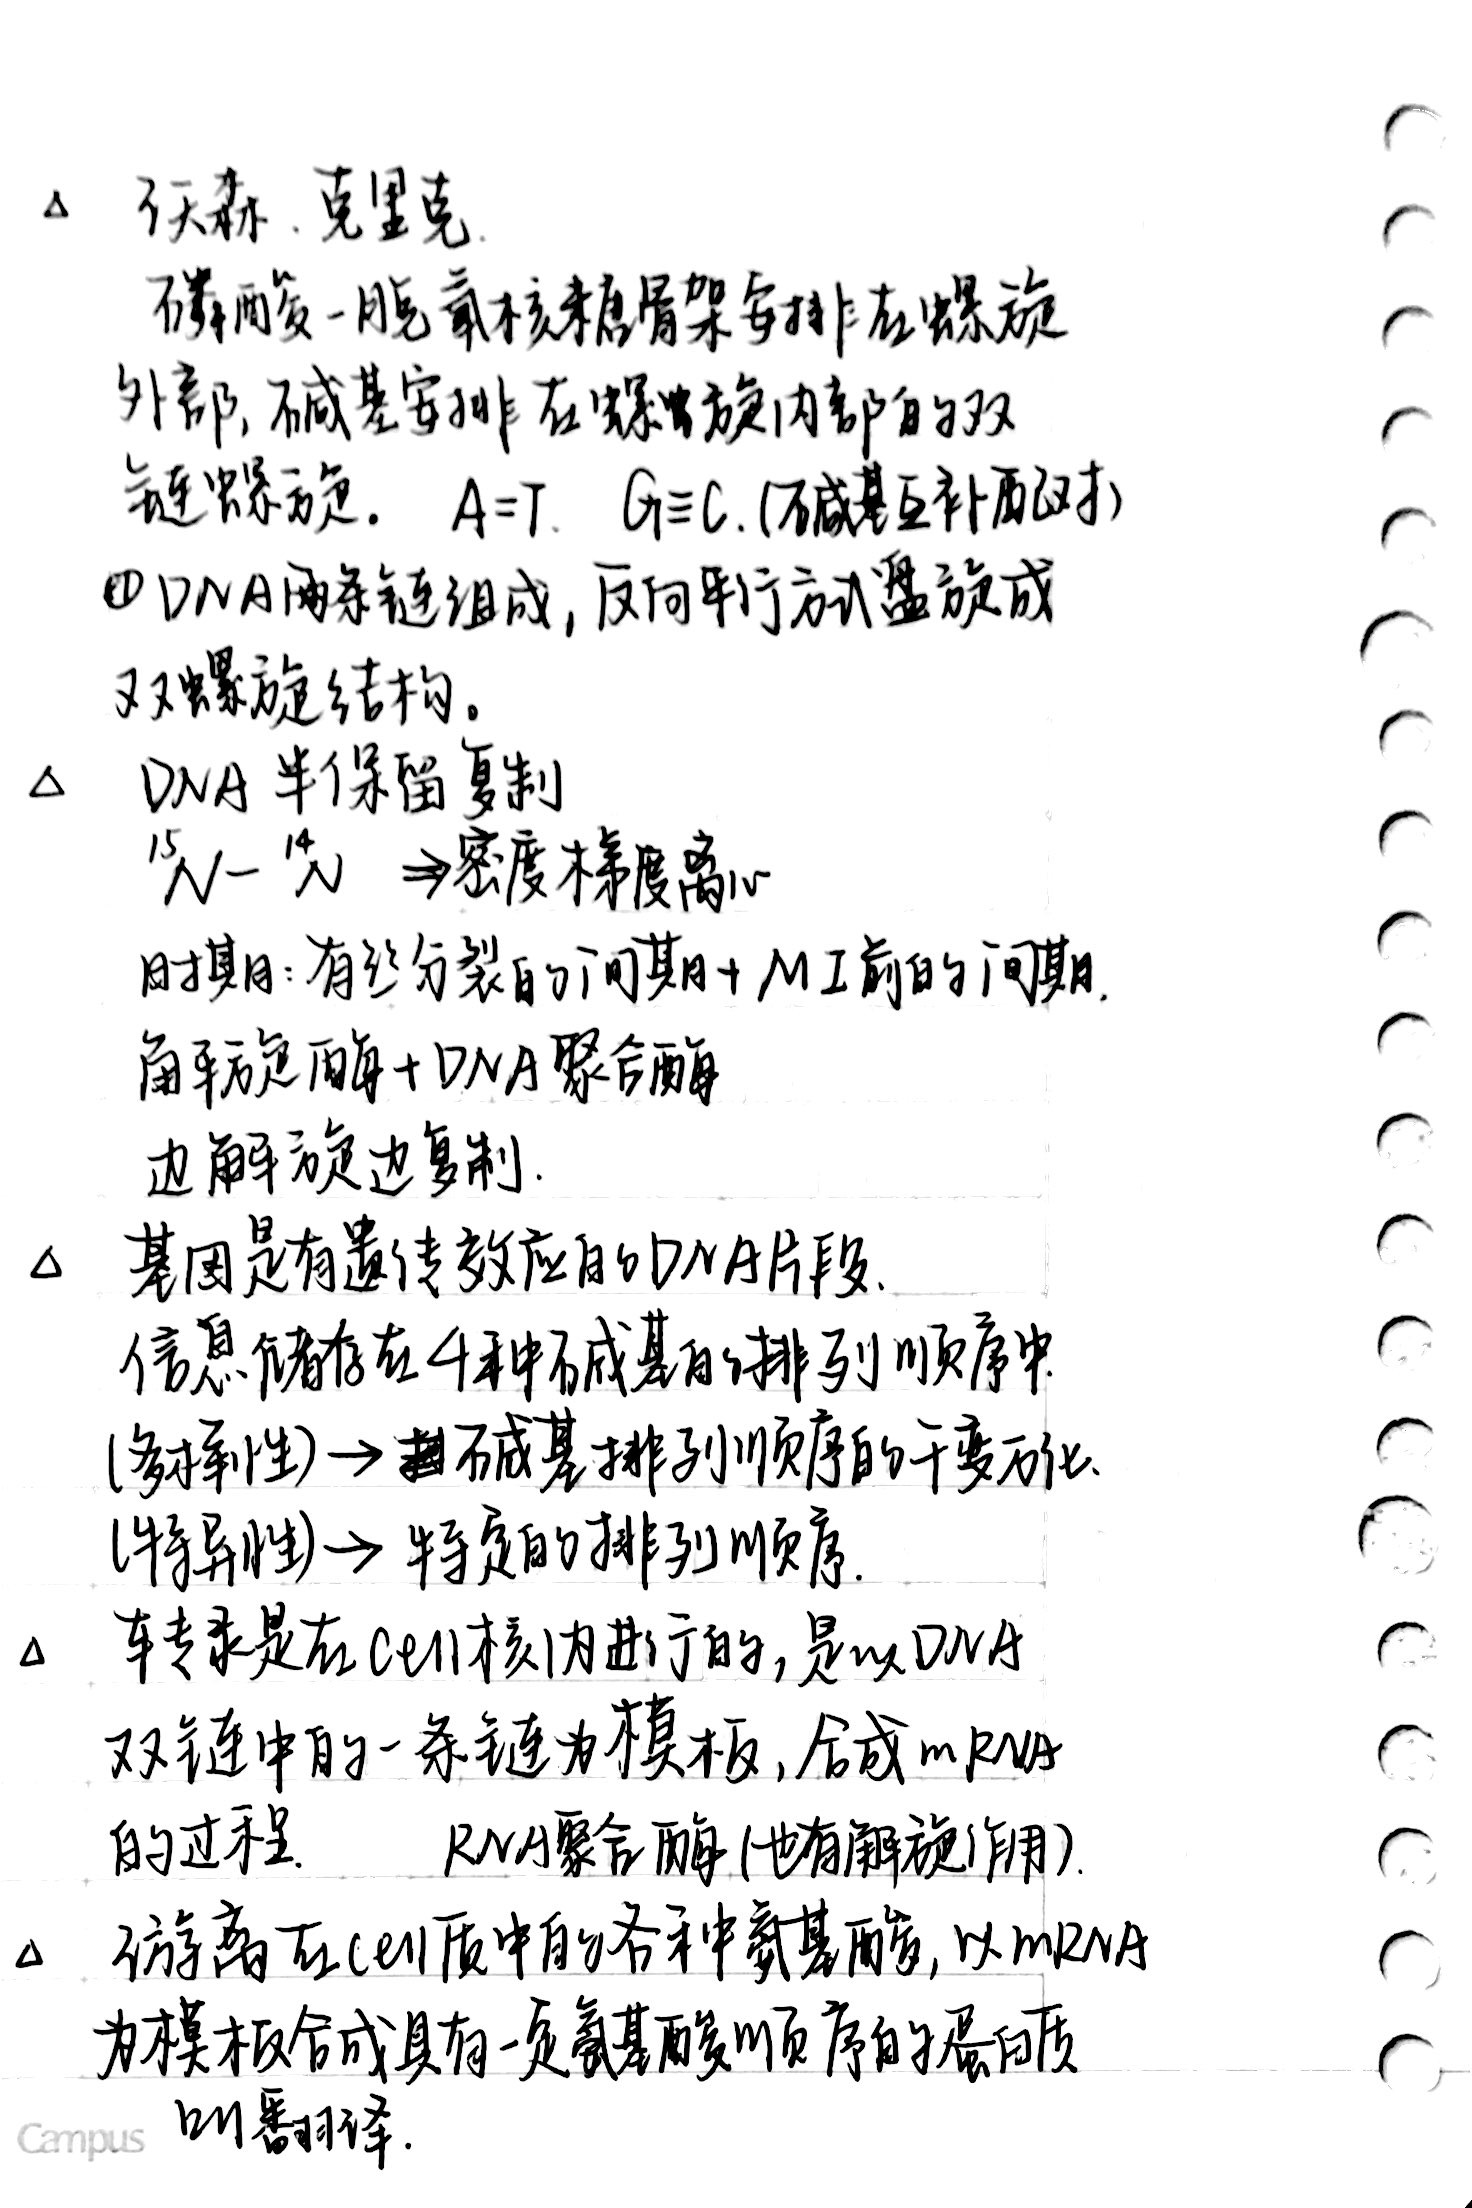 △ 沃森.克里克.
磷酸-脱氧核糖骨架安排在螺旋
外部,碱基安排在螺旋内部的双
链螺旋。 A=T. G≡C.(碱基互补配对)
①DNA两条链组成,反向平行方式盘旋成
双螺旋结构。
△ DNA半保留复制
¹⁵N-¹⁴N ⇒密度梯度离心
时期:有丝分裂的间期+MI前的间期.
解旋酶+DNA聚合酶
边解旋边复制.
△ 基因是有遗传效应的DNA片段.
信息储存在4种碱基的排列顺序中.
(多样性)→碱基排列顺序的千变万化.
(特异性)→特定的排列顺序.
△ 转录是在cell核内进行的,是以DNA
双链中的一条链为模板,合成mRNA
的过程. RNA聚合酶(也有解旋作用).
△ 游离在cell质中的各种氨基酸,以mRNA
为模板合成具有一定氨基酸顺序的蛋白质
叫翻译.
Campus